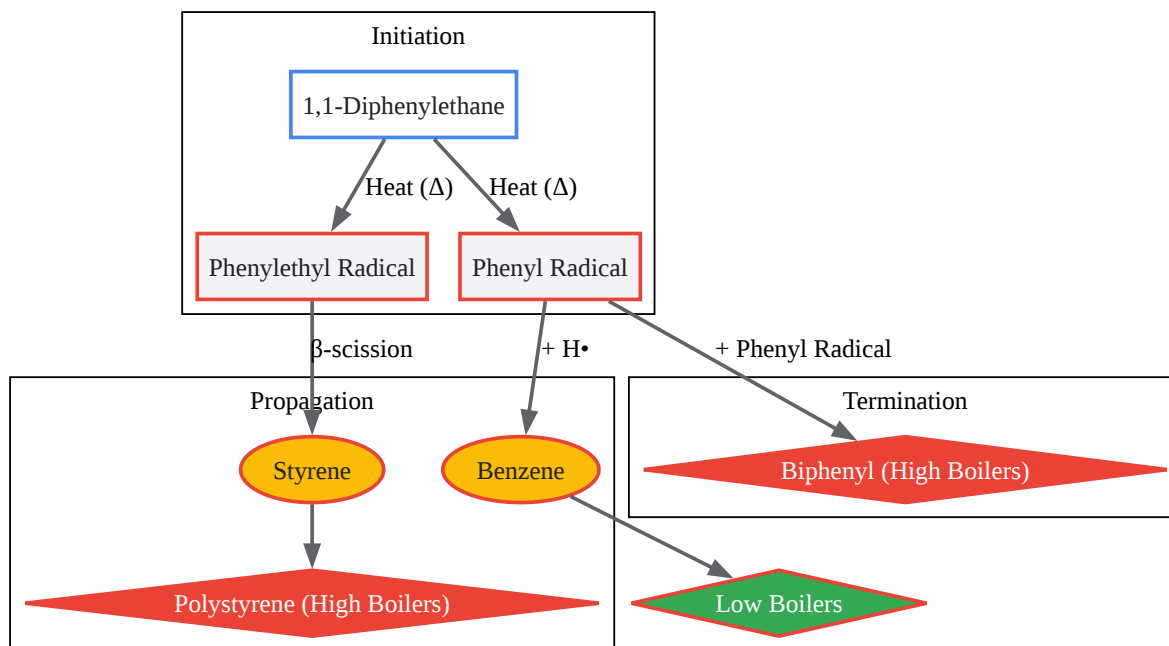 Initiation
1,1-Diphenylethane
Heat (Δ)
Heat (Δ)
Phenylethyl Radical
Phenyl Radical
β-scission
+ H•
+ Phenyl Radical
Propagation
Termination
Styrene
Benzene
Biphenyl (High Boilers)
Polystyrene (High Boilers)
Low Boilers